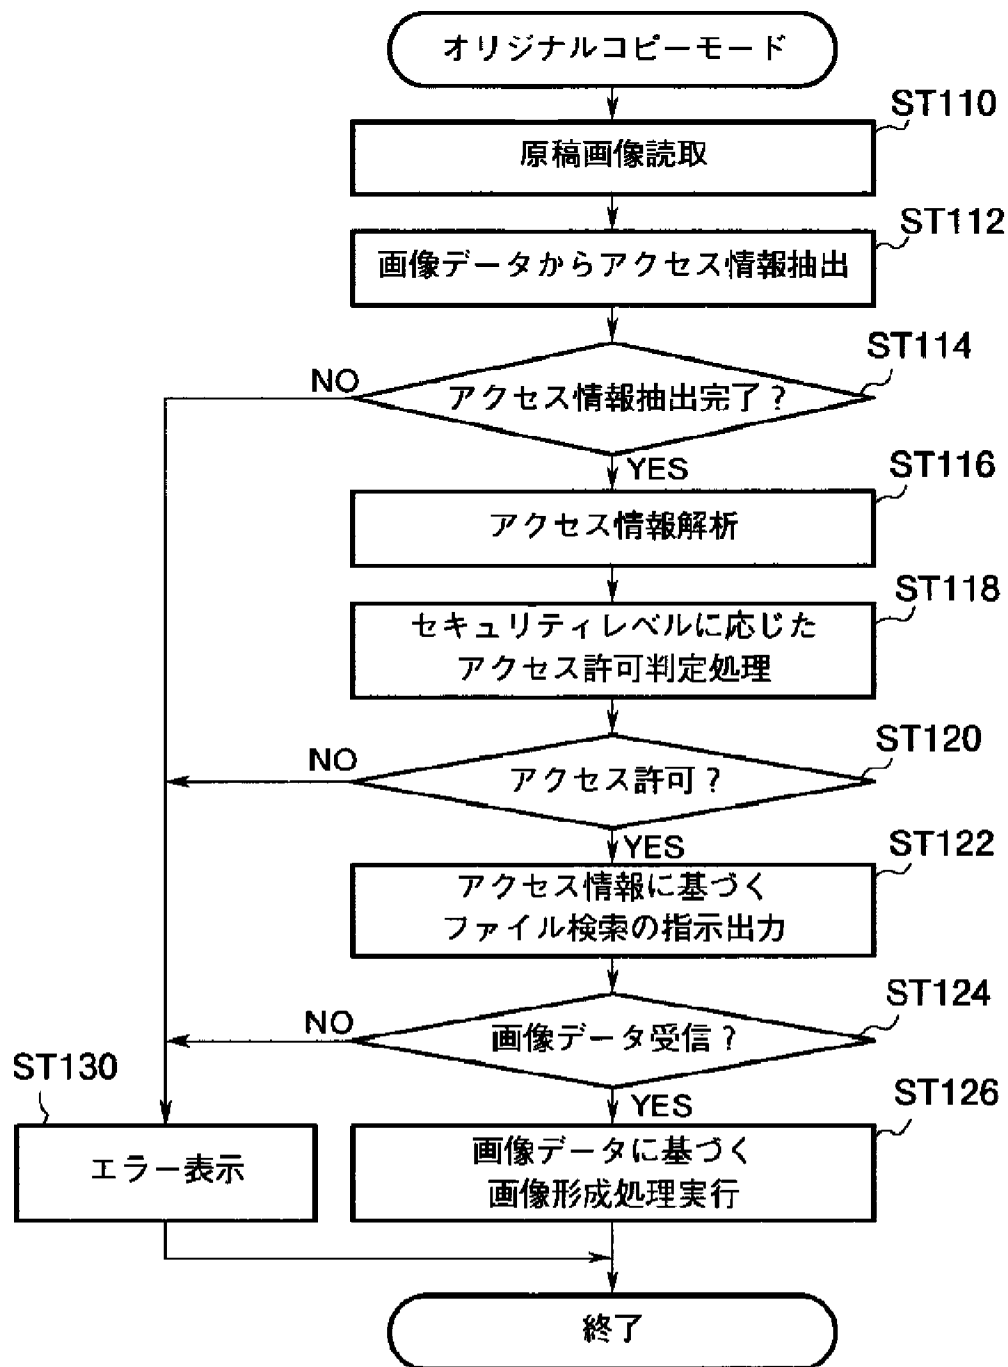 オリジナルコピーモード
ST110
原稿画像読取
ST112
画像データからアクセス情報抽出
ST114
NO
アクセス情報抽出完了？
YES
ST116
アクセス情報解析
ST118
セキュリティレベルに応じた
アクセス許可判定処理
ST120
NO
アクセス許可？
YES
ST122
アクセス情報に基づく
ファイル検索の指示出力
ST124
NO
画像データ受信？
ST130
YES
ST126
エラー表示
画像データに基づく
画像形成処理実行
終了